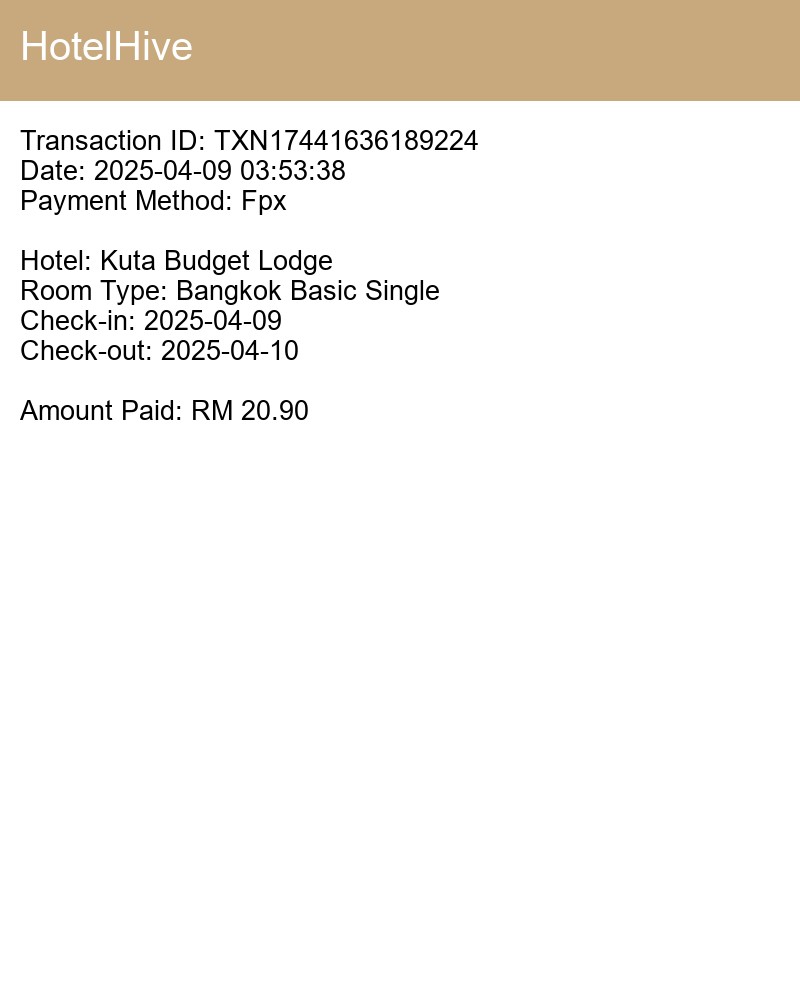 HotelHive
Transaction ID: TXN17441636189224
Date: 2025-04-09 03:53:38
Payment Method: Fpx
Hotel: Kuta Budget Lodge
Room Type: Bangkok Basic Single
Check-in: 2025-04-09
Check-out: 2025-04-10
Amount Paid: RM 20.90